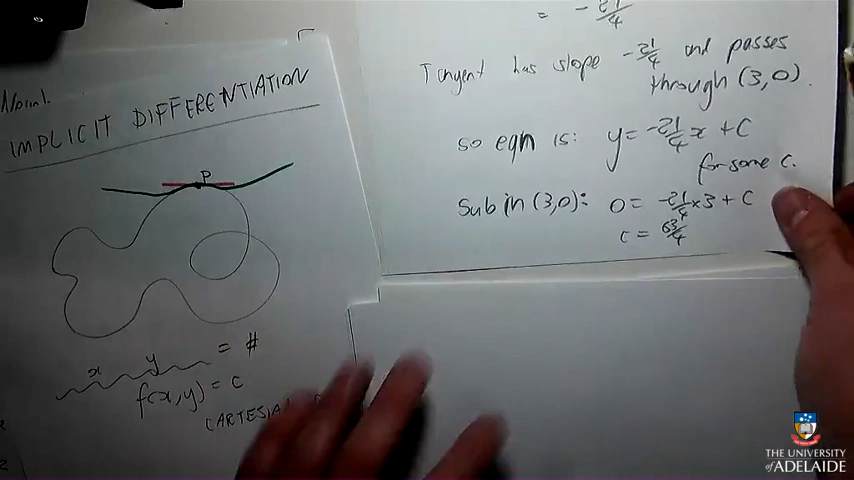 IMPLICIT DIFFERENTIATION
P
x y = #
f(x,y) = c
= -21/4
Tangent has slope -21/4 and passes
through (3,0).
so eqn is: y = -21/4 x + C
for some c.
Sub in (3,0): 0 = -21/4 × 3 + C
c = 63/4
THE UNIVERSITY
of ADELAIDE